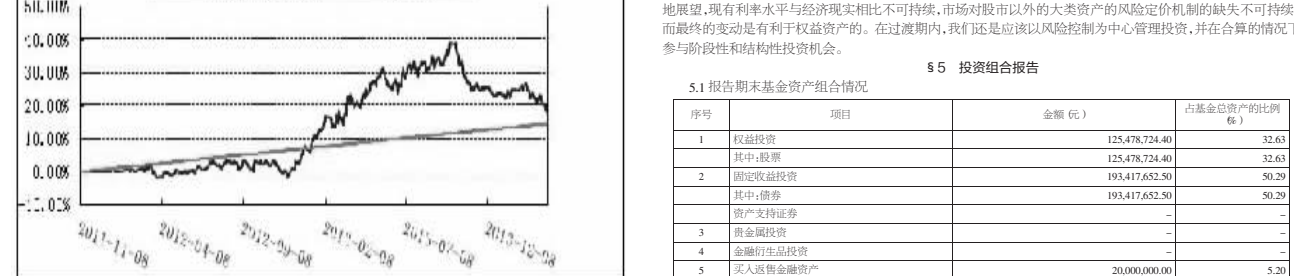 40.00%
30.00%
20.00%
10.00%
0.00%
2011-11-08
2012-04-08
2012-09-08
地展望,现有利率水平与经济现实相比不可持续,市场对股市以外的大类资产的风险定价机制的缺失不可持续
而最终的变动是有利于权益资产的。在过渡期内,我们还是应该以风险控制为中心管理投资,并在合算的情况下
参与阶段性和结构性投资机会。
§5 投资组合报告
5.1 报告期末基金资产组合情况
序号 项目 金额(元) 占基金总资产的比例(%)
1 权益投资 125,478,724.40 32.63
其中:股票 125,478,724.40 32.63
2 固定收益投资 193,417,652.50 50.29
其中:债券 193,417,652.50 50.29
资产支持证券 – –
3 贵金属投资 – –
4 金融衍生品投资 – –
5 买入返售金融资产 20,000,000.00 5.20